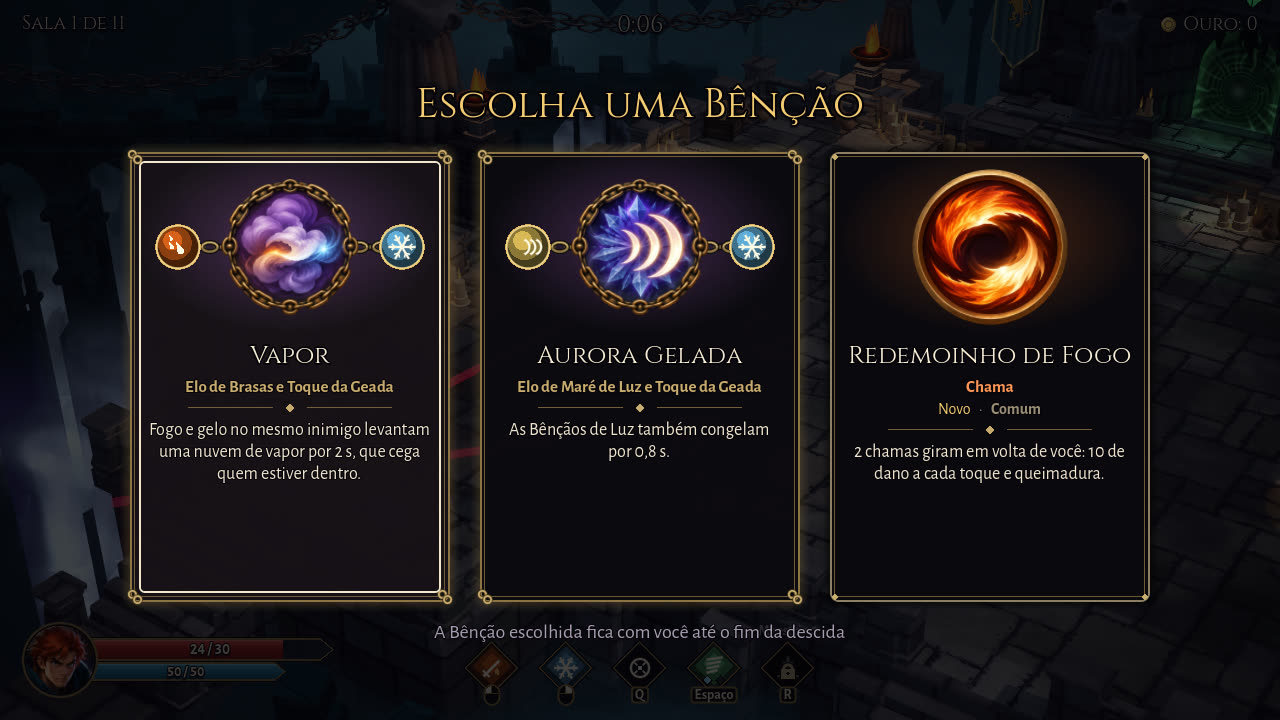 Sala 1 de 11
0:06
Ouro: 0
Escolha uma Bênção
Vapor
Elo de Brasas e Toque da Geada
Fogo e gelo no mesmo inimigo levantam
uma nuvem de vapor por 2 s, que cega
quem estiver dentro.
Aurora Gelada
Elo de Maré de Luz e Toque da Geada
As Bênçãos de Luz também congelam
por 0,8 s.
Redemoinho de Fogo
Chama
Novo · Comum
2 chamas giram em volta de você: 10 de
dano a cada toque e queimadura.
A Bênção escolhida fica com você até o fim da descida
24 / 30
50 / 50
Q
Espaço
R